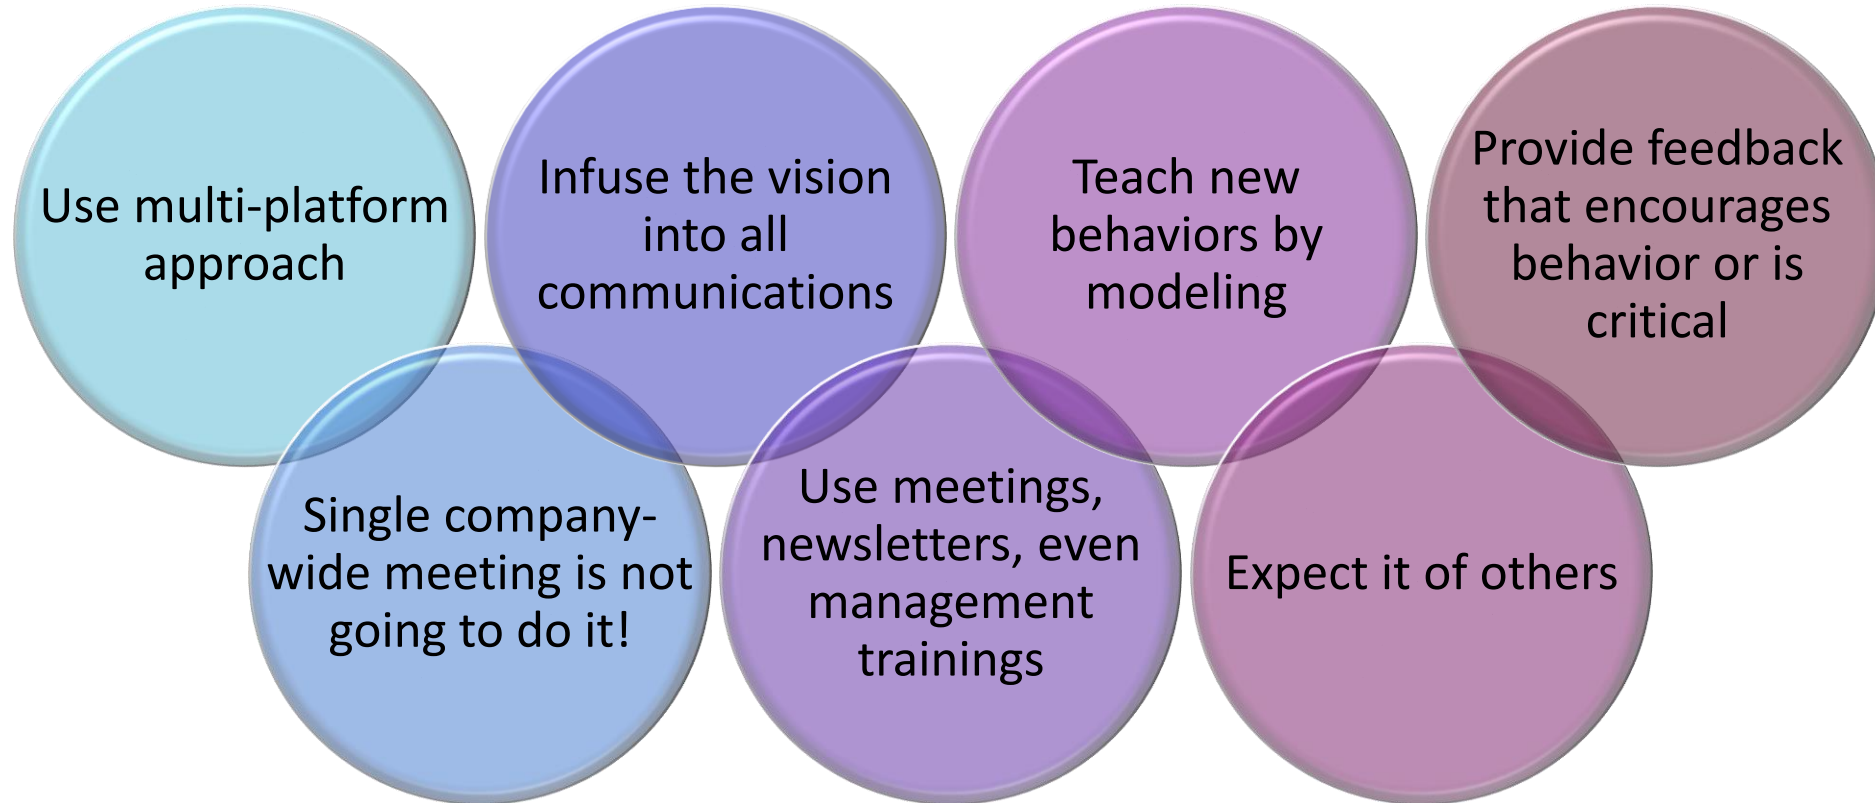 Use multi-platform
approach
Single company-
wide meeting is not
going to do it!
Infuse the vision
into all
communications
Use meetings,
newsletters, even
management
trainings
Teach new
behaviors by
modeling
Expect it of others
Provide feedback
that encourages
behavior or is
critical